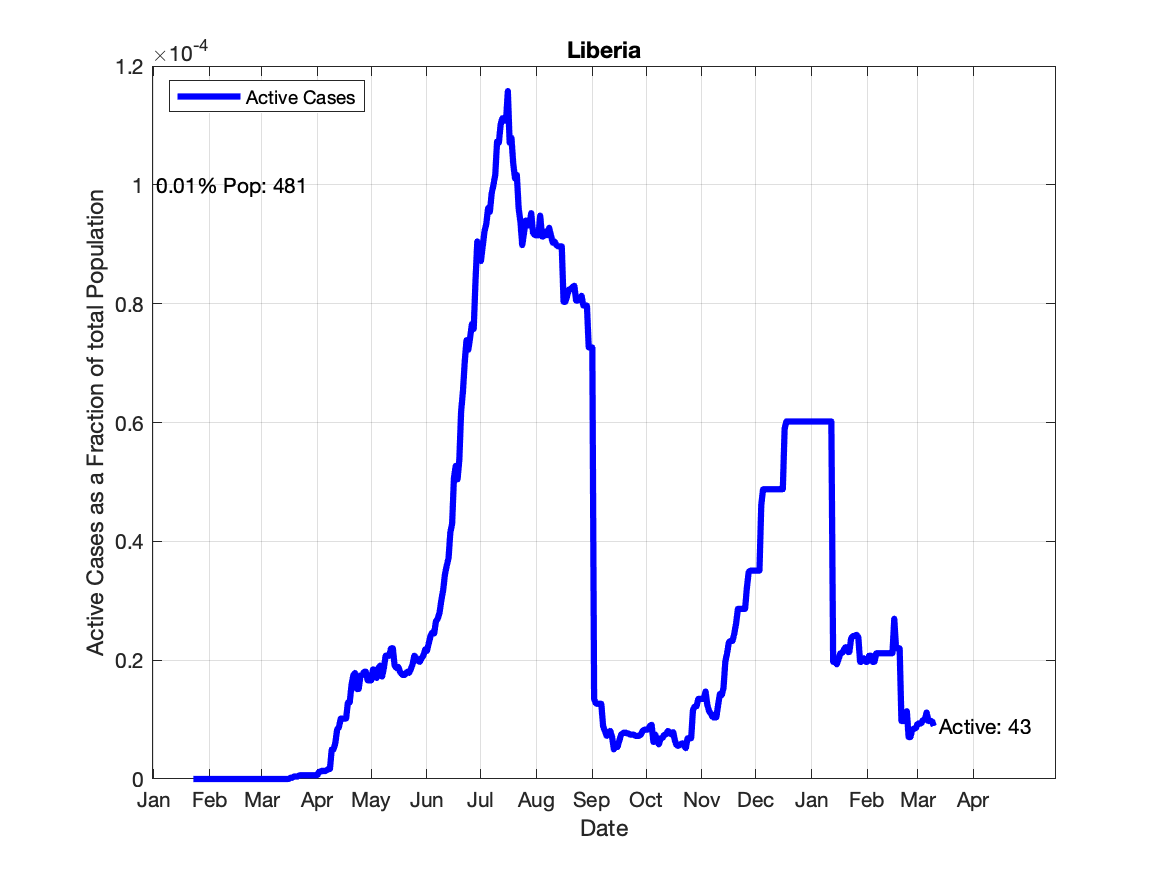 Liberia
×10-4
Active Cases
1.2
1
0.8
0.6
0.4
0.2
0
0.01% Pop: 481
Active: 43
Active Cases as a Fraction of total Population
Jan Feb Mar Apr May Jun Jul Aug Sep Oct Nov Dec Jan Feb Mar Apr
Date